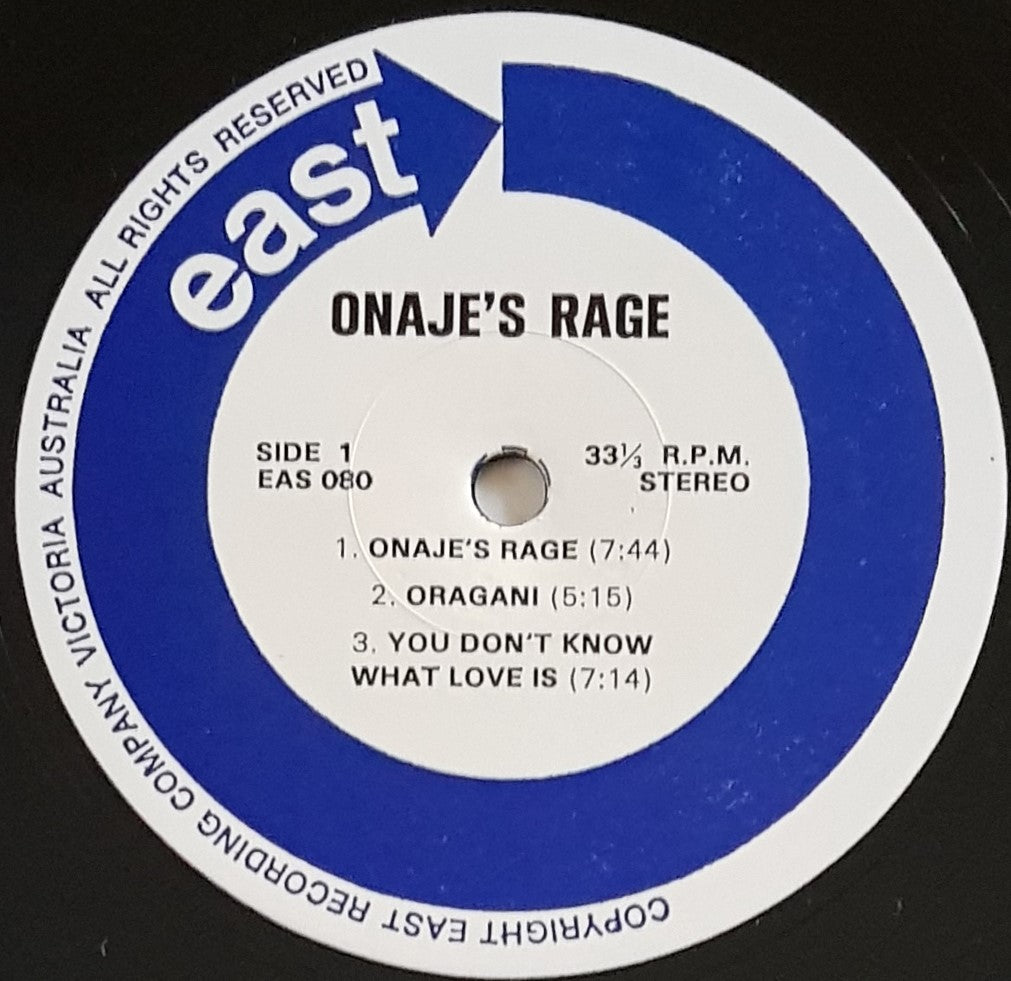 COPYRIGHT EAST RECORDING COMPANY VICTORIA AUSTRALIA ALL RIGHTS RESERVED
east
ONAJE'S RAGE
SIDE 1
EAS 080
33⅓ R.P.M.
STEREO
1. ONAJE'S RAGE (7:44)
2. ORAGANI (5:15)
3. YOU DON'T KNOW
WHAT LOVE IS (7:14)